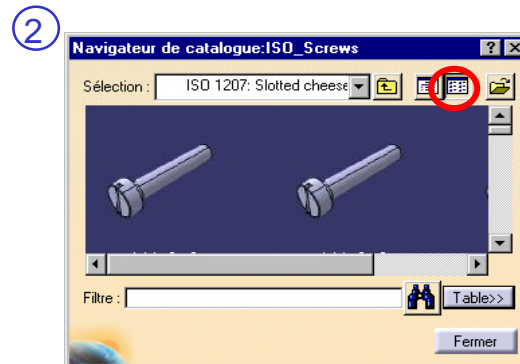 2
Navigateur de catalogue:ISO_Screws
Sélection : ISO 1207: Slotted cheese
Filtre : Table>>
Fermer